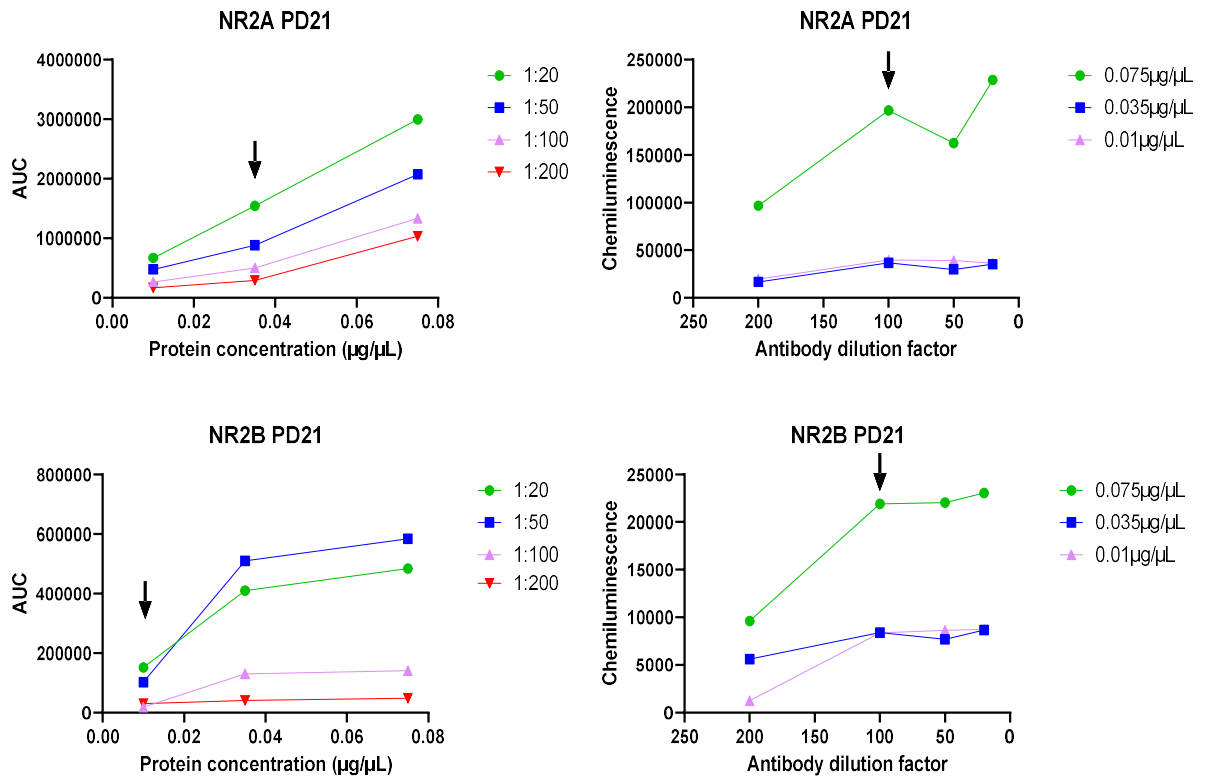 NR2A PD21
4000000
3000000
2000000
1000000
0
0.00 0.02 0.04 0.06 0.08
AUC
Protein concentration (µg/µL)
1:20
1:50
1:100
1:200
NR2A PD21
250000
200000
150000
100000
50000
0
250 200 150 100 50 0
Chemiluminescence
Antibody dilution factor
0.075µg/µL
0.035µg/µL
0.01µg/µL
NR2B PD21
800000
600000
400000
200000
0
0.00 0.02 0.04 0.06 0.08
AUC
Protein concentration (µg/µL)
1:20
1:50
1:100
1:200
NR2B PD21
25000
20000
15000
10000
5000
0
250 200 150 100 50 0
Chemiluminescence
Antibody dilution factor
0.075µg/µL
0.035µg/µL
0.01µg/µL